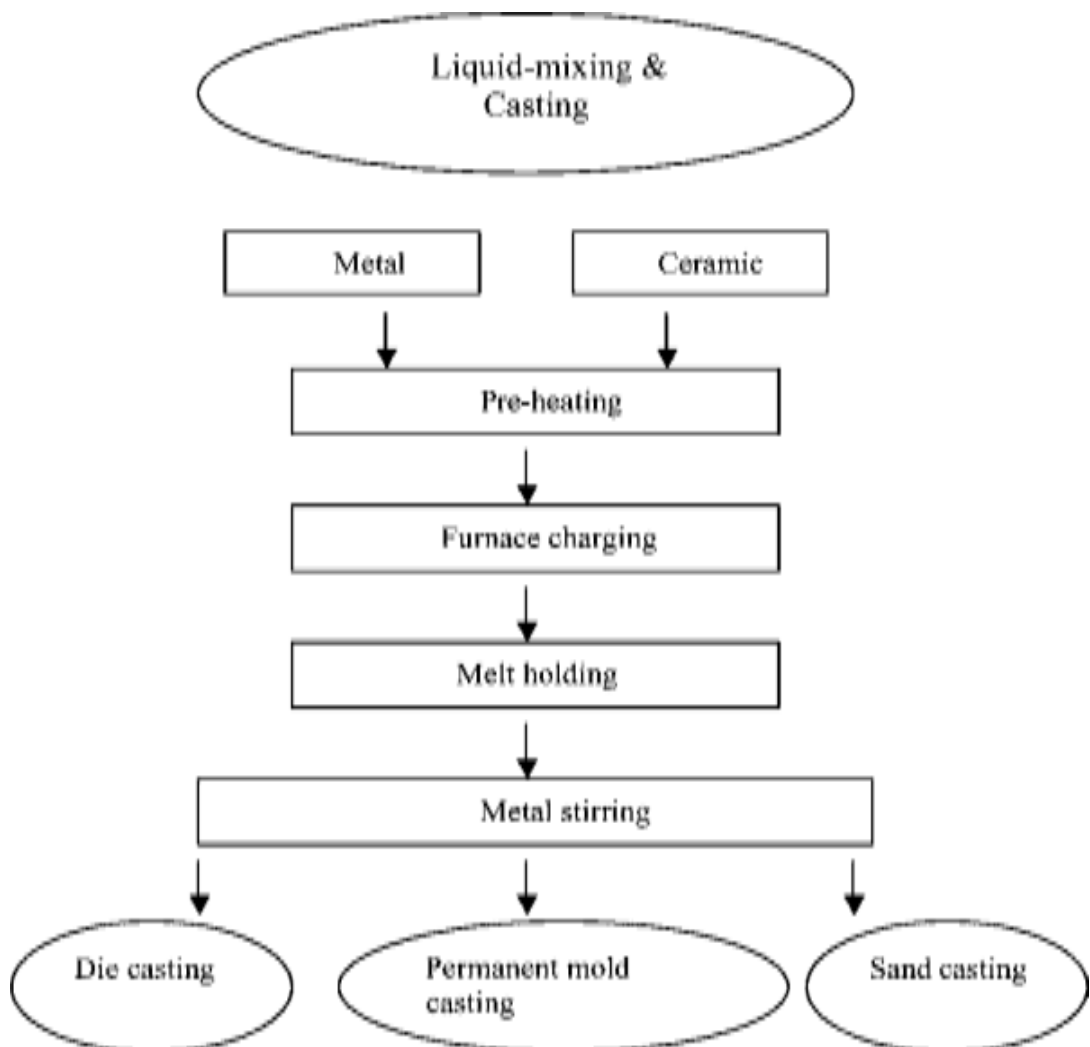 Liquid-mixing &
Casting
Metal
Ceramic
Pre-heating
Furnace charging
Melt holding
Metal stirring
Die casting
Permanent mold
casting
Sand casting